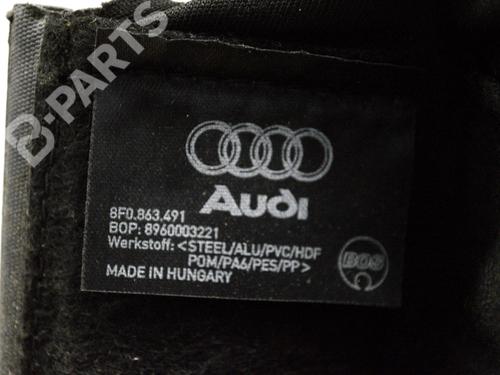 B-PARTS
Audi
8F0.863.491
BOP: 8960003221
Werkstoff: <STEEL/ALU/PVC/HDF
POM/PA6/PES/PP>
BOS
MADE IN HUNGARY